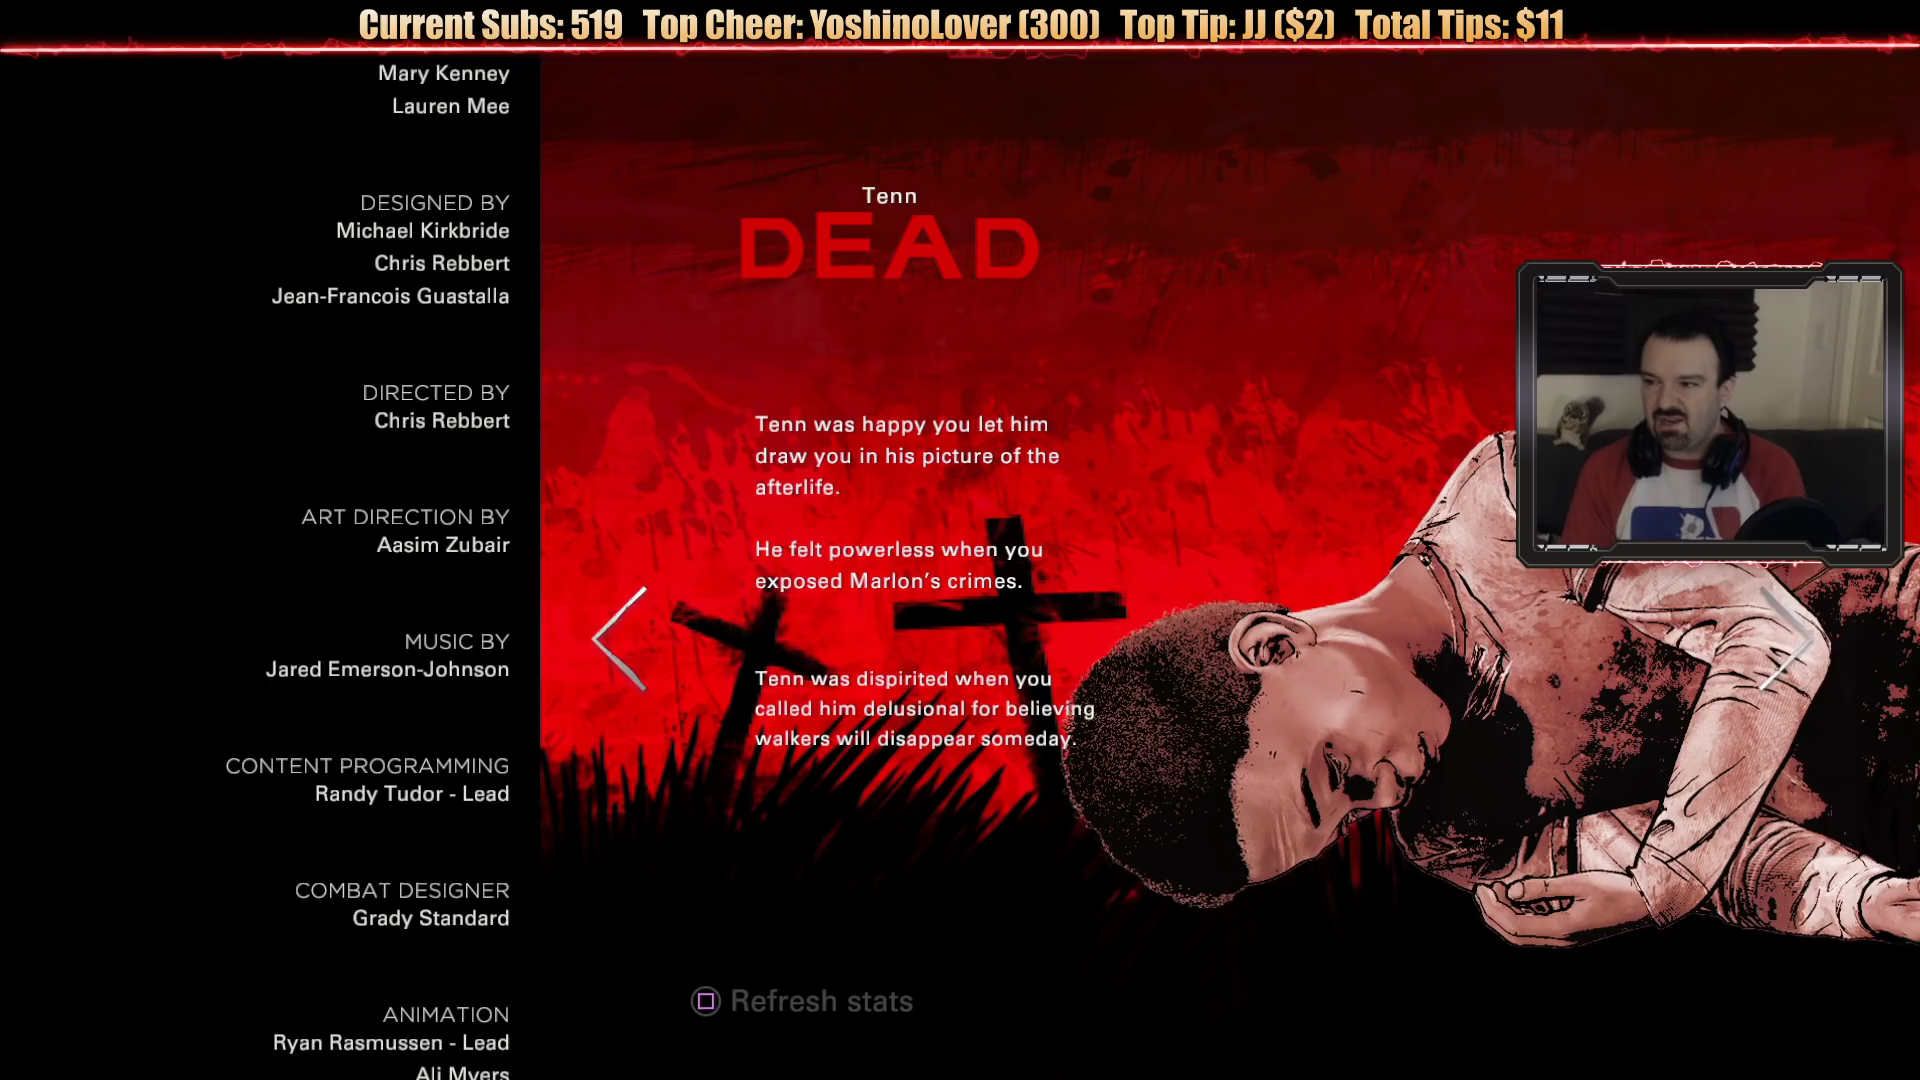 Current Subs: 519 Top Cheer: YoshinoLover (300) Top Tip: JJ ($2) Total Tips: $11
Mary Kenney
Lauren Mee
DESIGNED BY
Michael Kirkbride
Chris Rebbert
Jean-Francois Guastalla
DIRECTED BY
Chris Rebbert
ART DIRECTION BY
Aasim Zubair
MUSIC BY
Jared Emerson-Johnson
CONTENT PROGRAMMING
Randy Tudor - Lead
COMBAT DESIGNER
Grady Standard
ANIMATION
Ryan Rasmussen - Lead
Ali Myers
Tenn
DEAD
Tenn was happy you let him
draw you in his picture of the
afterlife.
He felt powerless when you
exposed Marlon's crimes.
Tenn was dispirited when you
called him delusional for believing
walkers will disappear someday.
Refresh stats